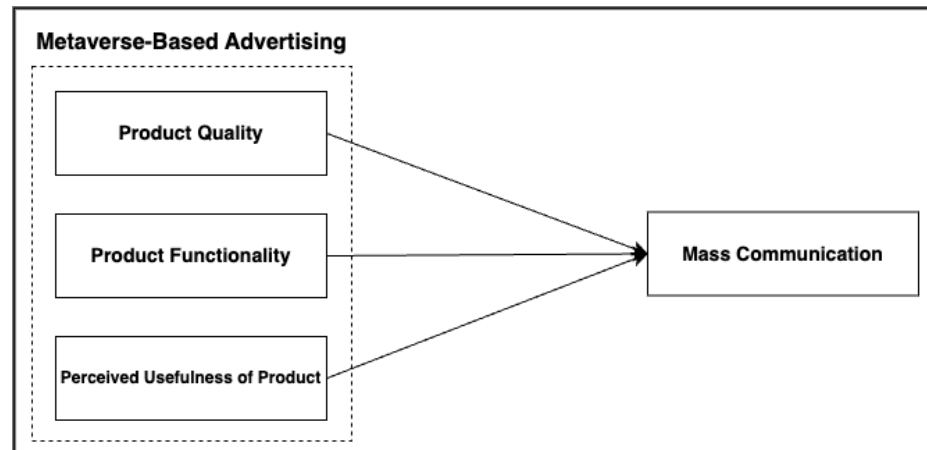 Metaverse-Based Advertising
Product Quality
Product Functionality
Mass Communication
Perceived Usefulness of Product